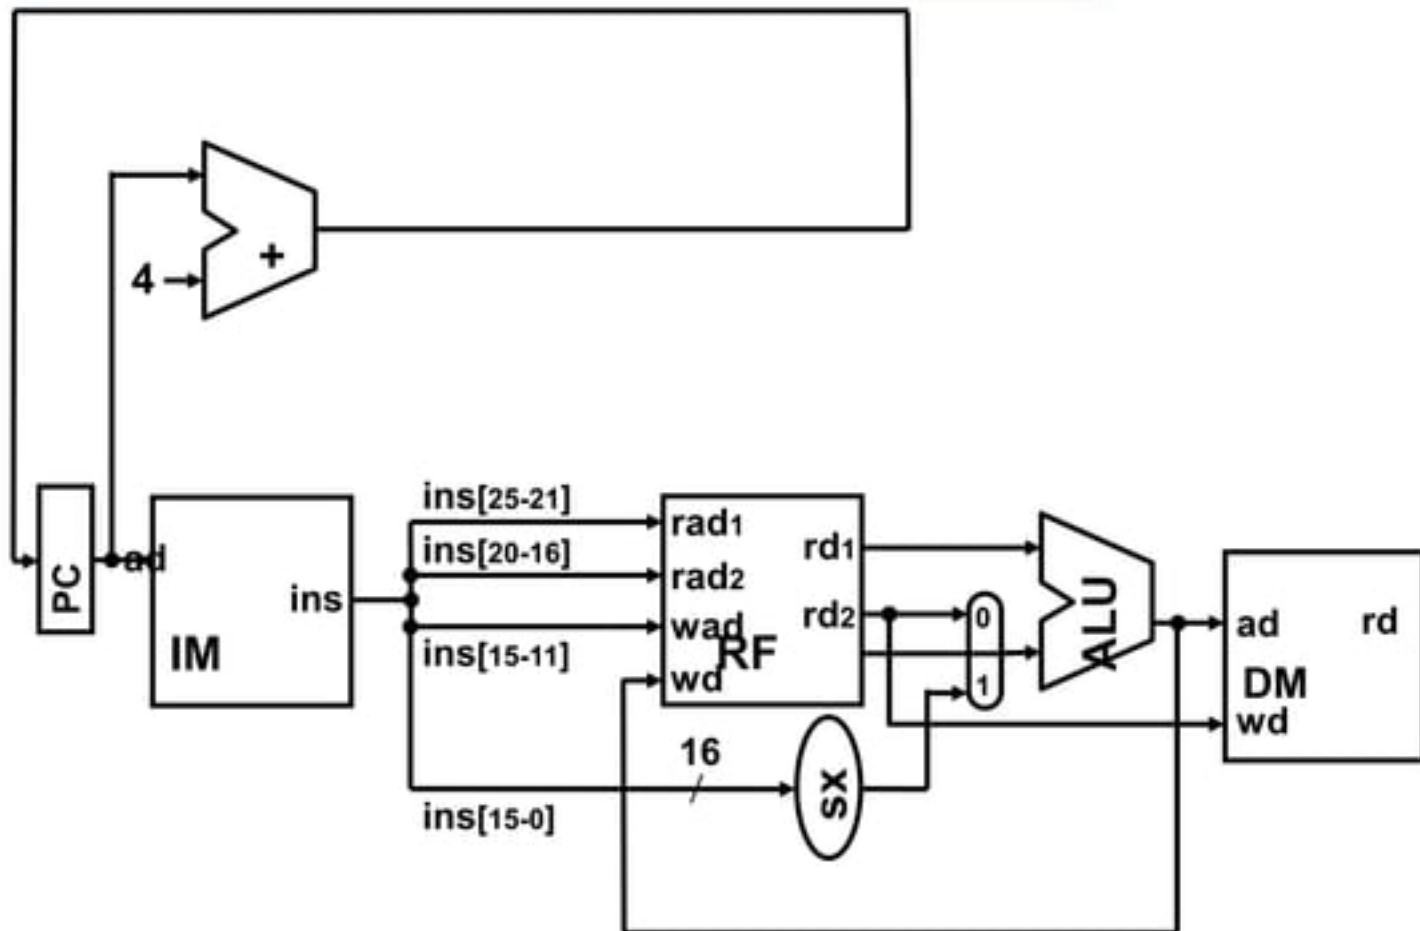 +
4
PC
ad
IM
ins
ins[25-21]
ins[20-16]
ins[15-11]
ins[15-0]
16
rad1
rad2
wad
wd
RF
rd1
rd2
sx
0
1
ALU
ad
rd
DM
wd